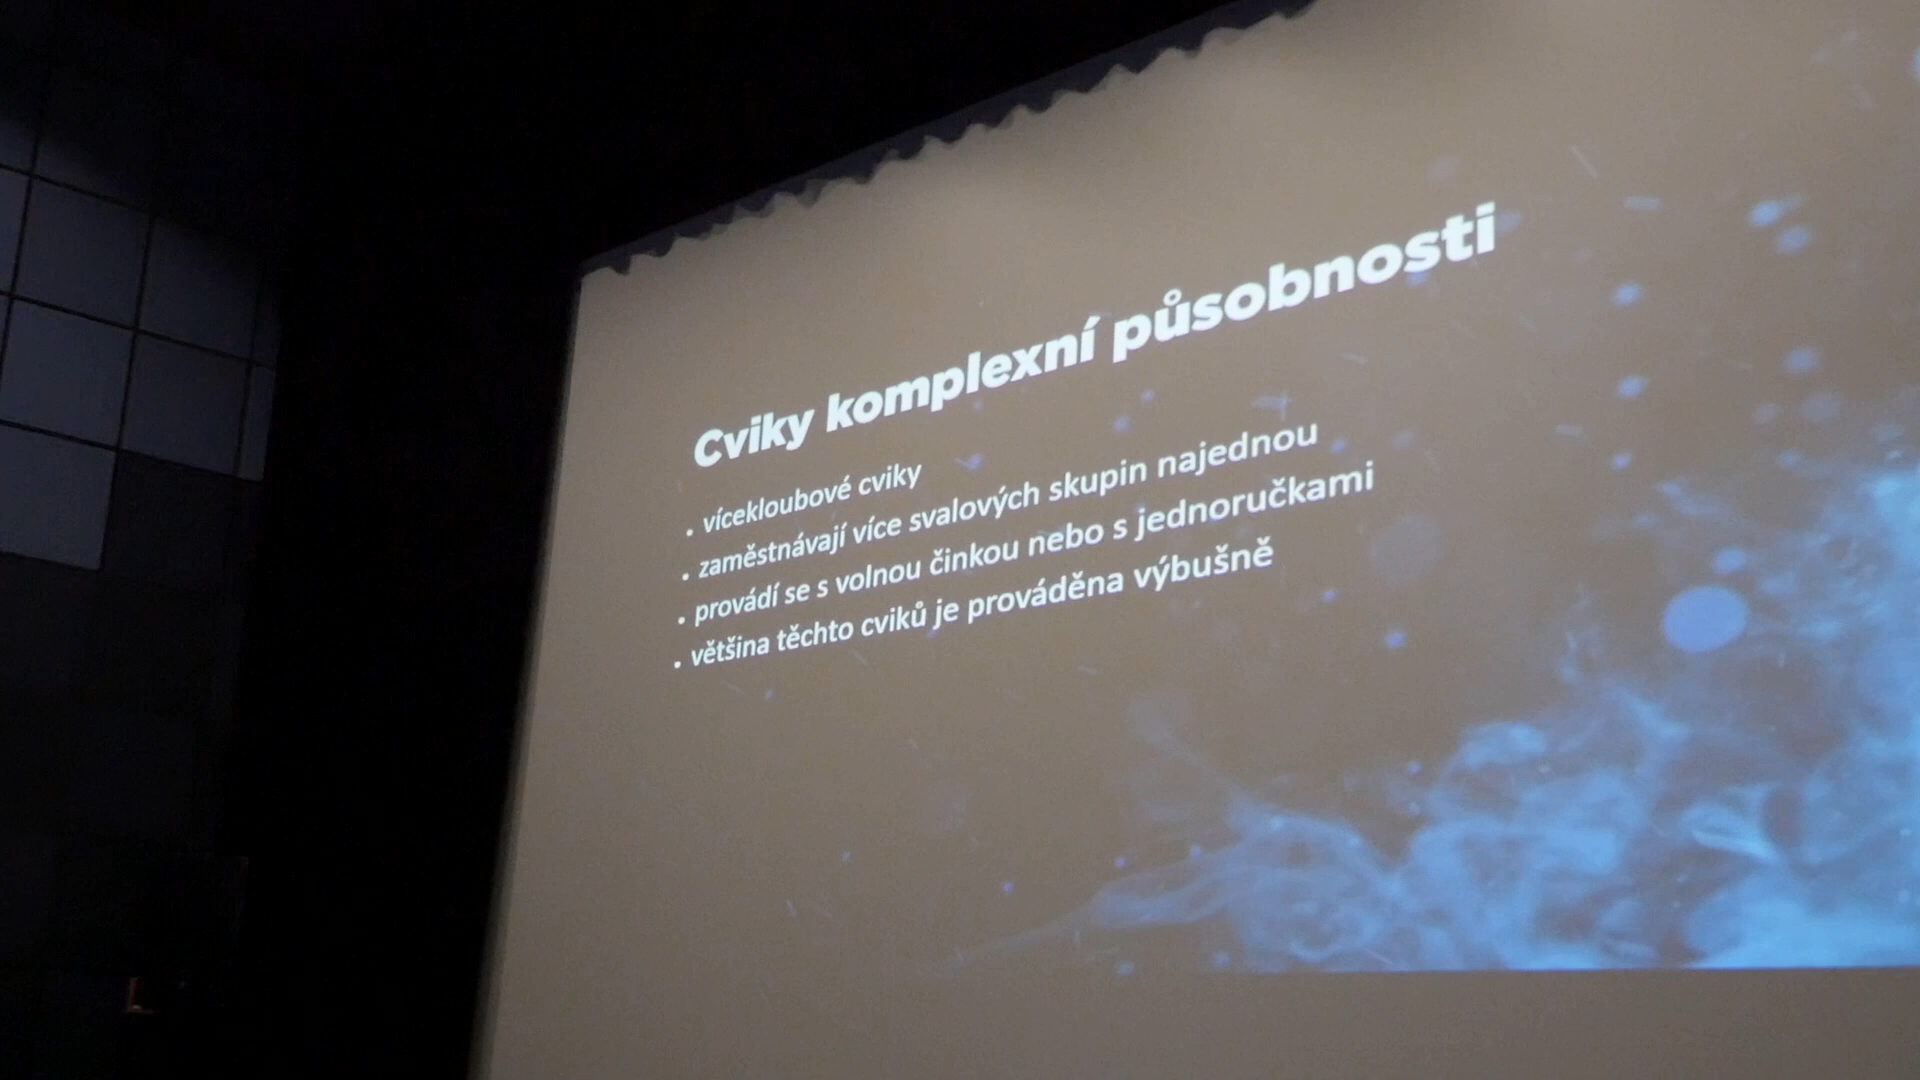 Cviky komplexní působnosti
. vícekloubové cviky
. zaměstnávají více svalových skupin najednou
. provádí se s volnou činkou nebo s jednoručkami
. většina těchto cviků je prováděna výbušně